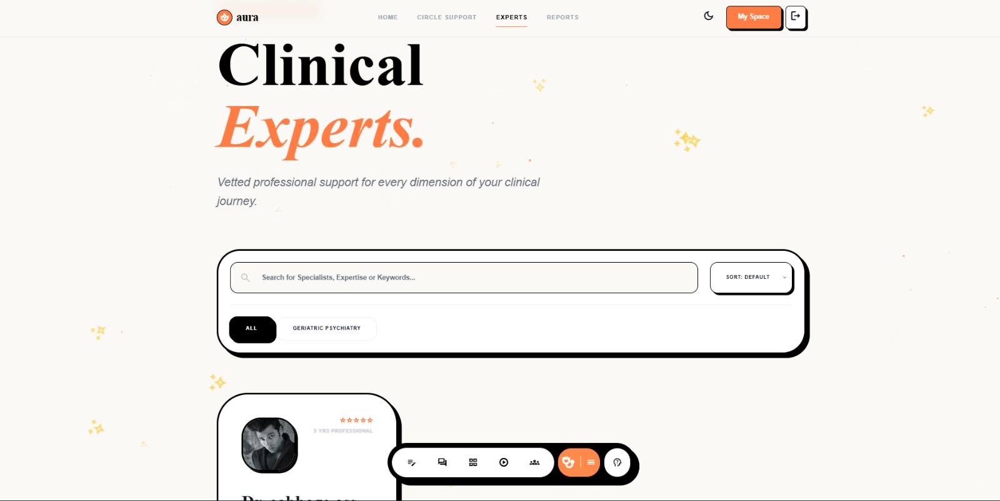 aura
HOME CIRCLE SUPPORT EXPERTS REPORTS
My Space
Clinical
Experts.
Vetted professional support for every dimension of your clinical
journey.
Search for Specialists, Expertise or Keywords...
SORT: DEFAULT
ALL
GERIATRIC PSYCHIATRY
5 YRS PROFESSIONAL